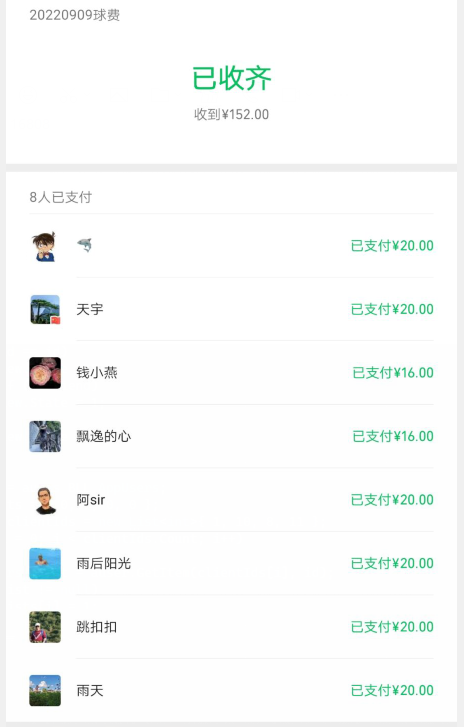 20220909球费
已收齐
收到¥152.00
8人已支付
🐬 已支付¥20.00
天宇 已支付¥20.00
钱小燕 已支付¥16.00
飘逸的心 已支付¥16.00
阿sir 已支付¥20.00
雨后阳光 已支付¥20.00
跳扣扣 已支付¥20.00
雨天 已支付¥20.00